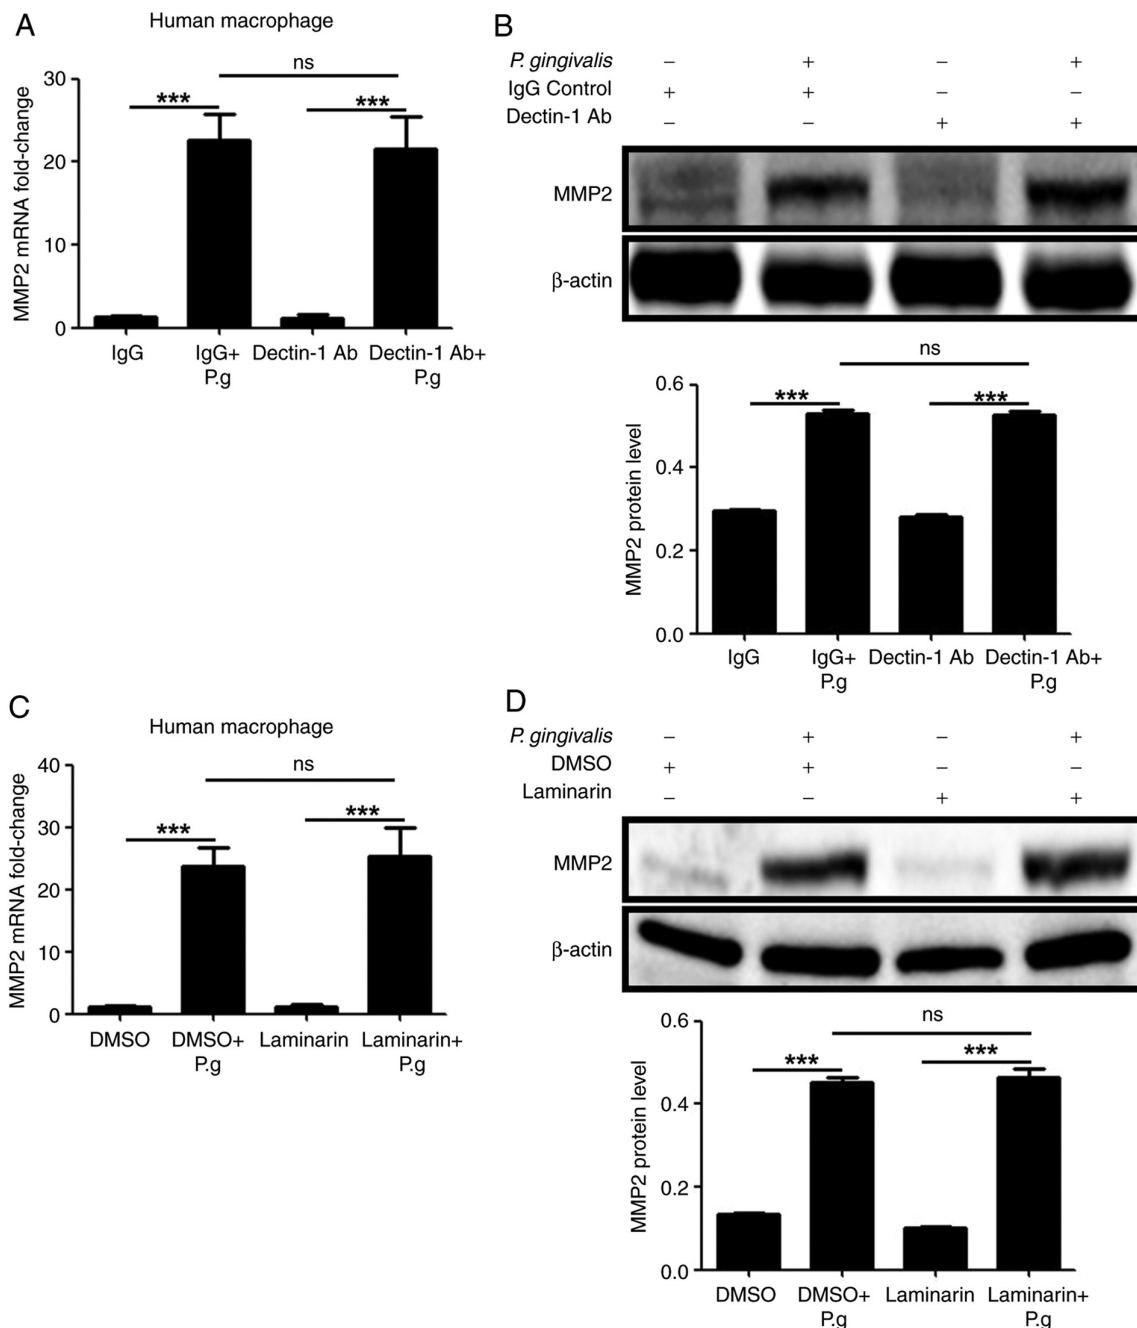 A
Human macrophage
MMP2 mRNA fold-change
30
20
10
0
***
ns
***
IgG
IgG+
P.g
Dectin-1 Ab
Dectin-1 Ab+
P.g
B
P. gingivalis – + – +
IgG Control + + – –
Dectin-1 Ab – – + +
MMP2
β-actin
MMP2 protein level
0.6
0.4
0.2
0.0
***
ns
***
IgG
IgG+
P.g
Dectin-1 Ab
Dectin-1 Ab+
P.g
C
Human macrophage
MMP2 mRNA fold-change
40
30
20
10
0
***
ns
***
DMSO
DMSO+
P.g
Laminarin
Laminarin+
P.g
D
P. gingivalis – + – +
DMSO + + – –
Laminarin – – + +
MMP2
β-actin
MMP2 protein level
0.6
0.4
0.2
0.0
***
ns
***
DMSO
DMSO+
P.g
Laminarin
Laminarin+
P.g